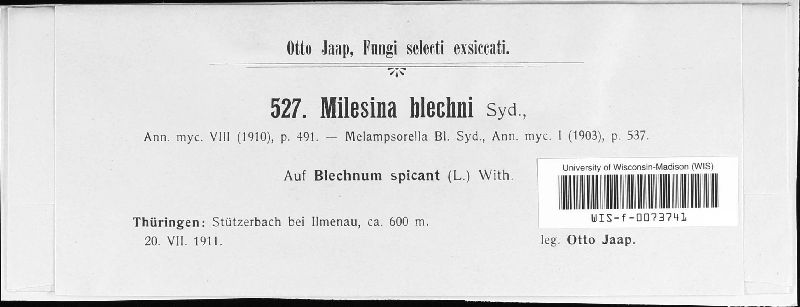 Otto Jaap, Fungi selecti exsiccati.
527. Milesina blechni Syd.,
Ann. myc. VIII (1910), p. 491. — Melampsorella Bl. Syd., Ann. myc. I (1903), p. 537.
Auf Blechnum spicant (L.) With.
University of Wisconsin-Madison (WIS)
WIS-f-0073741
Thüringen: Stützerbach bei Ilmenau, ca. 600 m.
20. VII. 1911.
leg. Otto Jaap.